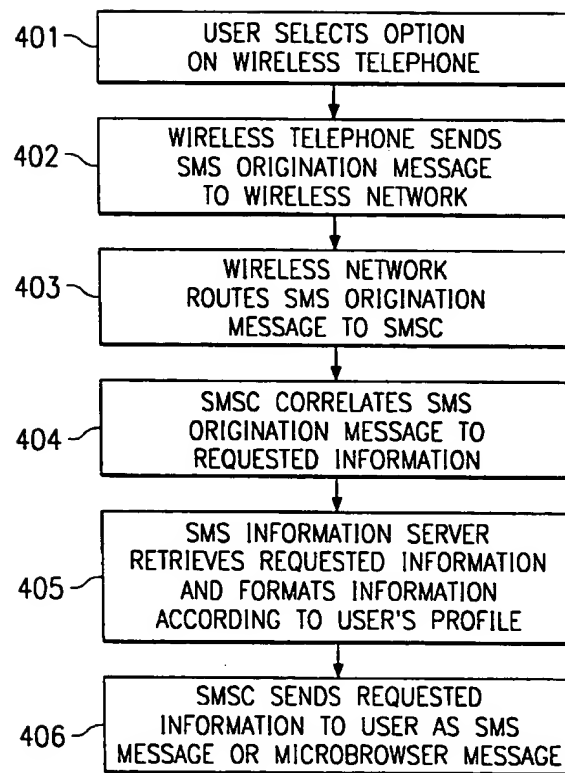 401
USER SELECTS OPTION
ON WIRELESS TELEPHONE
402
WIRELESS TELEPHONE SENDS
SMS ORIGINATION MESSAGE
TO WIRELESS NETWORK
403
WIRELESS NETWORK
ROUTES SMS ORIGINATION
MESSAGE TO SMSC
404
SMSC CORRELATES SMS
ORIGINATION MESSAGE TO
REQUESTED INFORMATION
405
SMS INFORMATION SERVER
RETRIEVES REQUESTED INFORMATION
AND FORMATS INFORMATION
ACCORDING TO USER'S PROFILE
406
SMSC SENDS REQUESTED
INFORMATION TO USER AS SMS
MESSAGE OR MICROBROWSER MESSAGE